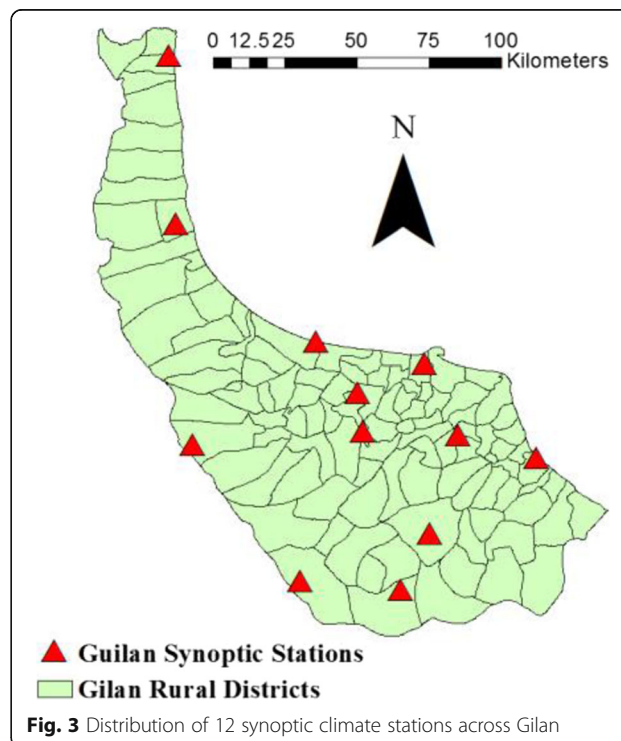 0 12.5 25 50 75 100
Kilometers
N
Guilan Synoptic Stations
Gilan Rural Districts
Fig. 3 Distribution of 12 synoptic climate stations across Gilan